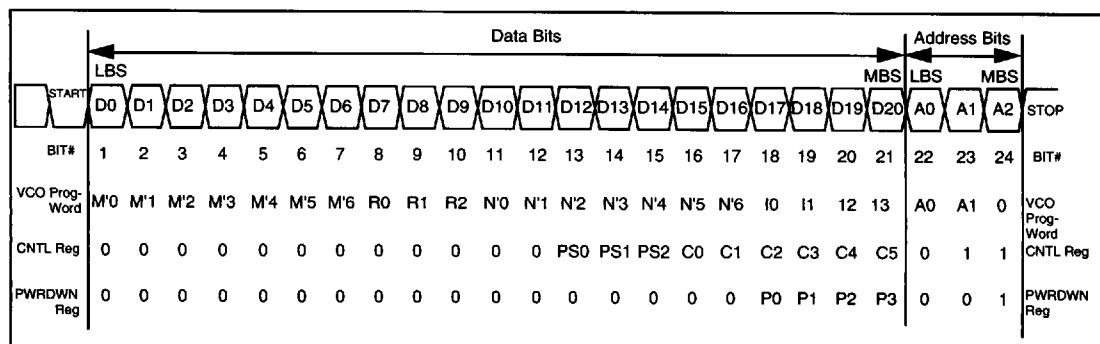 Data Bits Address Bits
LBS MBS LBS MBS
START D0 D1 D2 D3 D4 D5 D6 D7 D8 D9 D10 D11 D12 D13 D14 D15 D16 D17 D18 D19 D20 A0 A1 A2 STOP
BIT# 1 2 3 4 5 6 7 8 9 10 11 12 13 14 15 16 17 18 19 20 21 22 23 24 BIT#
VCO Prog-
Word M'0 M'1 M'2 M'3 M'4 M'5 M'6 R0 R1 R2 N'0 N'1 N'2 N'3 N'4 N'5 N'6 I0 I1 12 13 A0 A1 0 VCO
Prog-
Word
CNTL Reg 0 0 0 0 0 0 0 0 0 0 0 0 PS0 PS1 PS2 C0 C1 C2 C3 C4 C5 0 1 1 CNTL Reg
PWRDWN
Reg 0 0 0 0 0 0 0 0 0 0 0 0 0 0 0 0 0 P0 P1 P2 P3 0 0 1 PWRDWN
Reg